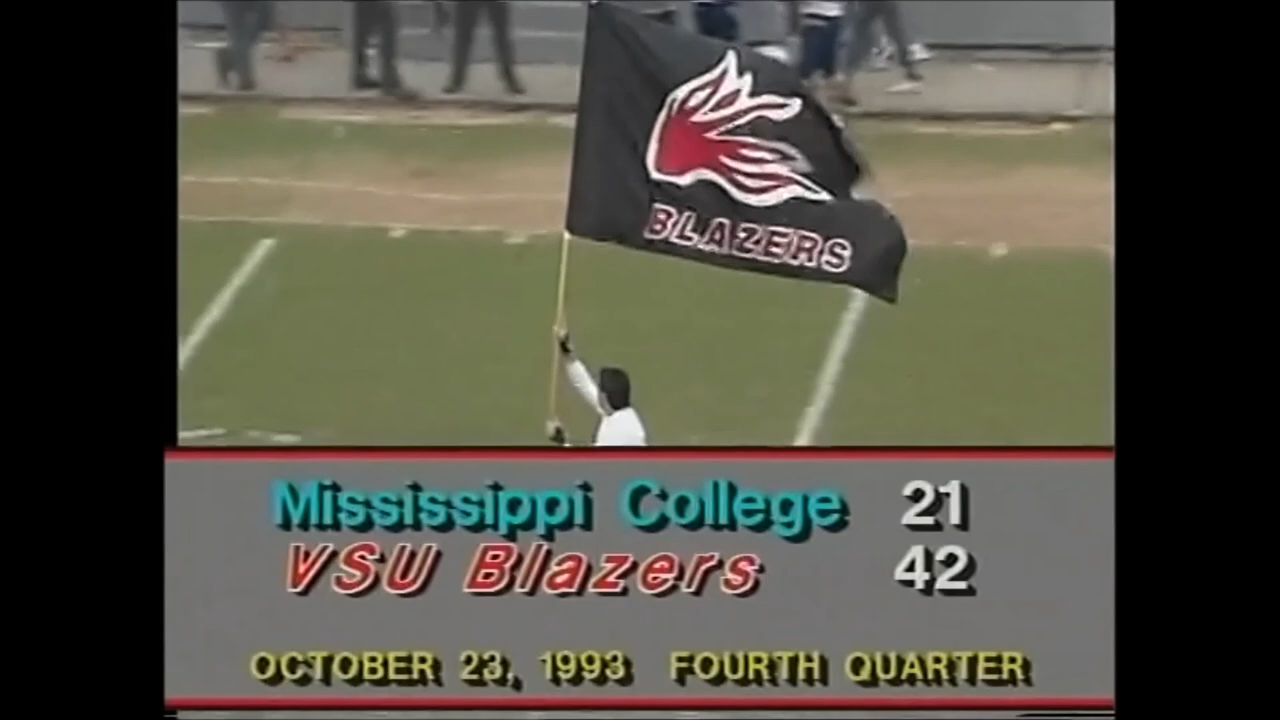 BLAZERS
Mississippi College 21
VSU Blazers 42
OCTOBER 23, 1993 FOURTH QUARTER